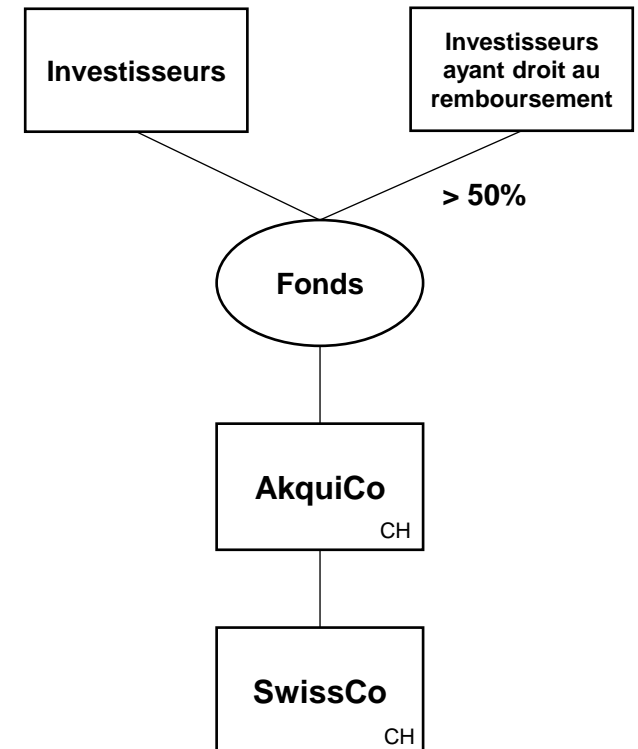 Investisseurs
Investisseurs
ayant droit au
remboursement
> 50%
Fonds
AkquiCo
CH
SwissCo
CH